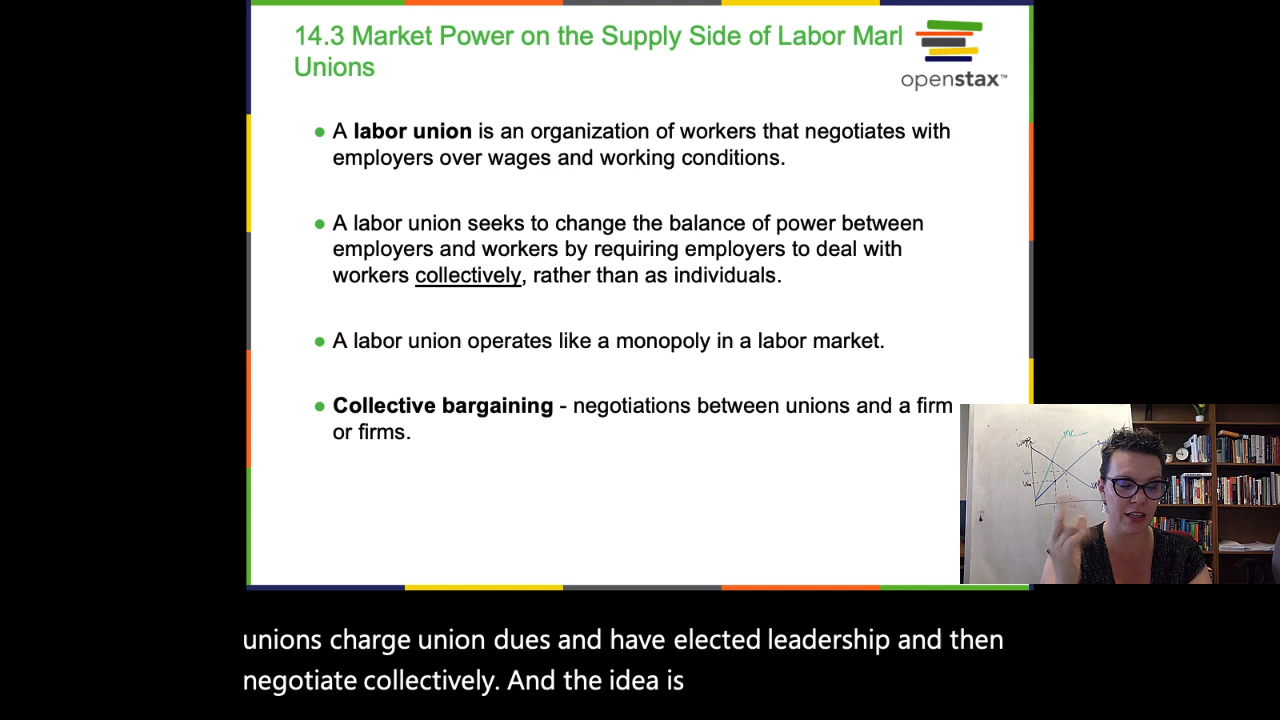 14.3 Market Power on the Supply Side of Labor Marl
Unions
openstax™
● A labor union is an organization of workers that negotiates with
employers over wages and working conditions.
● A labor union seeks to change the balance of power between
employers and workers by requiring employers to deal with
workers collectively, rather than as individuals.
● A labor union operates like a monopoly in a labor market.
● Collective bargaining - negotiations between unions and a firm
or firms.
unions charge union dues and have elected leadership and then
negotiate collectively. And the idea is